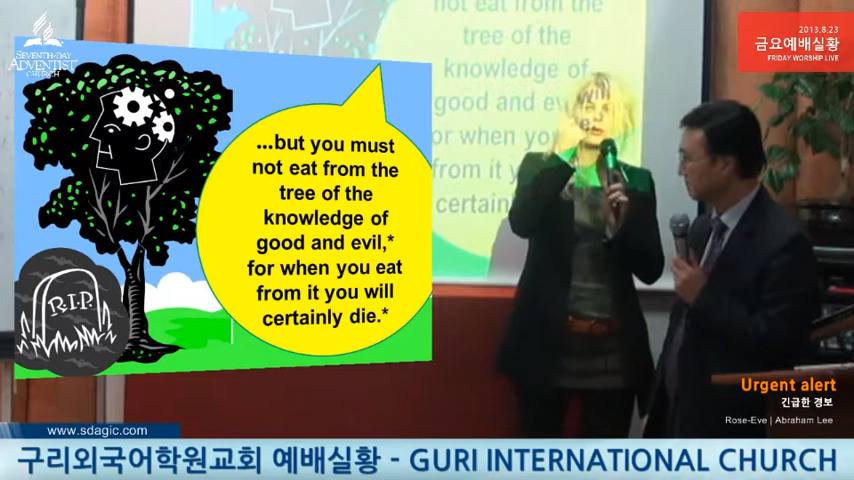 SEVENTH-DAY
ADVENTIST
CHURCH
R.I.P.
...but you must
not eat from the
tree of the
knowledge of
good and evil,*
for when you eat
from it you will
certainly die.*
not eat from the
tree of the
knowledge of
good and evil
for when you
from it y
certain
2013.8.23
금요예배실황
FRIDAY WORSHIP LIVE
Urgent alert
긴급한 경보
Rose-Eve | Abraham Lee
www.sdagic.com
구리외국어학원교회 예배실황 - GURI INTERNATIONAL CHURCH